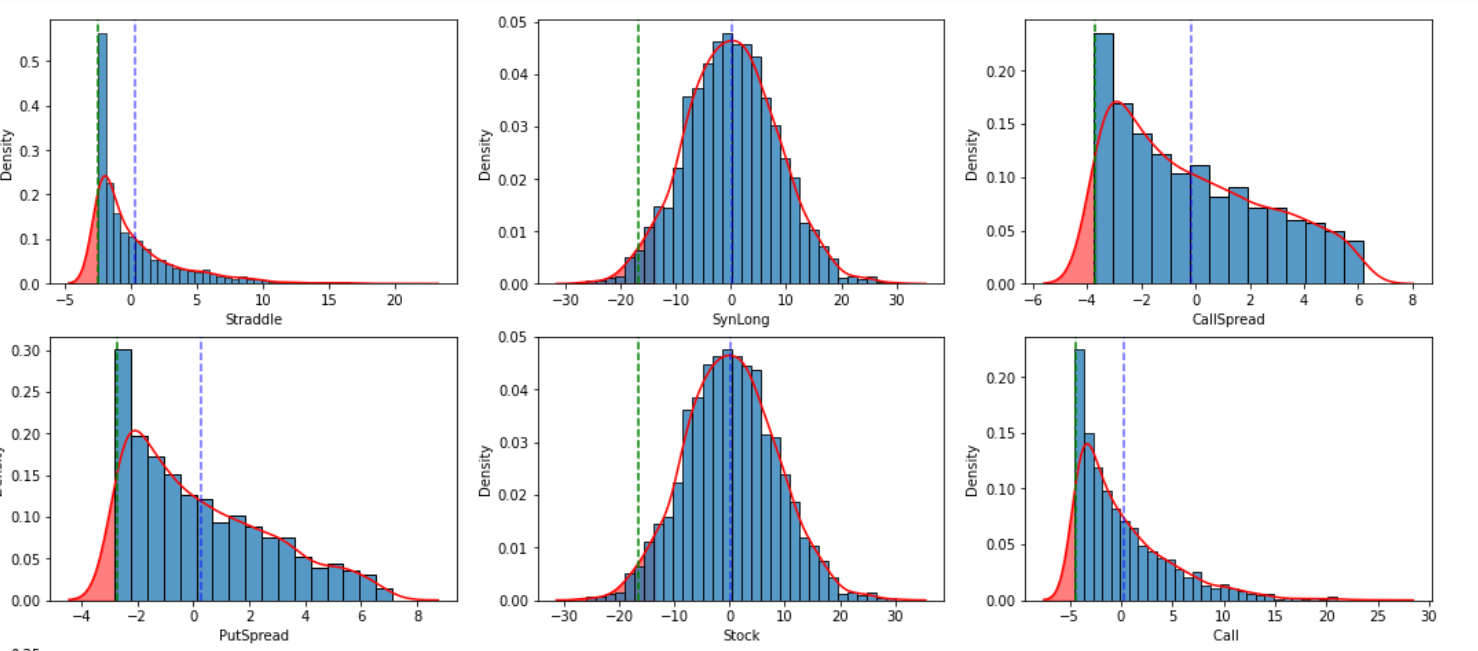 0.5
0.4
0.3
0.2
0.1
0.0
Density
−5 0 5 10 15 20
Straddle
0.05
0.04
0.03
0.02
0.01
0.00
Density
−30 −20 −10 0 10 20 30
SynLong
0.20
0.15
0.10
0.05
0.00
Density
−6 −4 −2 0 2 4 6 8
CallSpread
0.30
0.25
0.20
0.15
0.10
0.05
0.00
−4 −2 0 2 4 6 8
PutSpread
0.05
0.04
0.03
0.02
0.01
0.00
Density
−30 −20 −10 0 10 20 30
Stock
0.20
0.15
0.10
0.05
0.00
Density
−5 0 5 10 15 20 25 30
Call